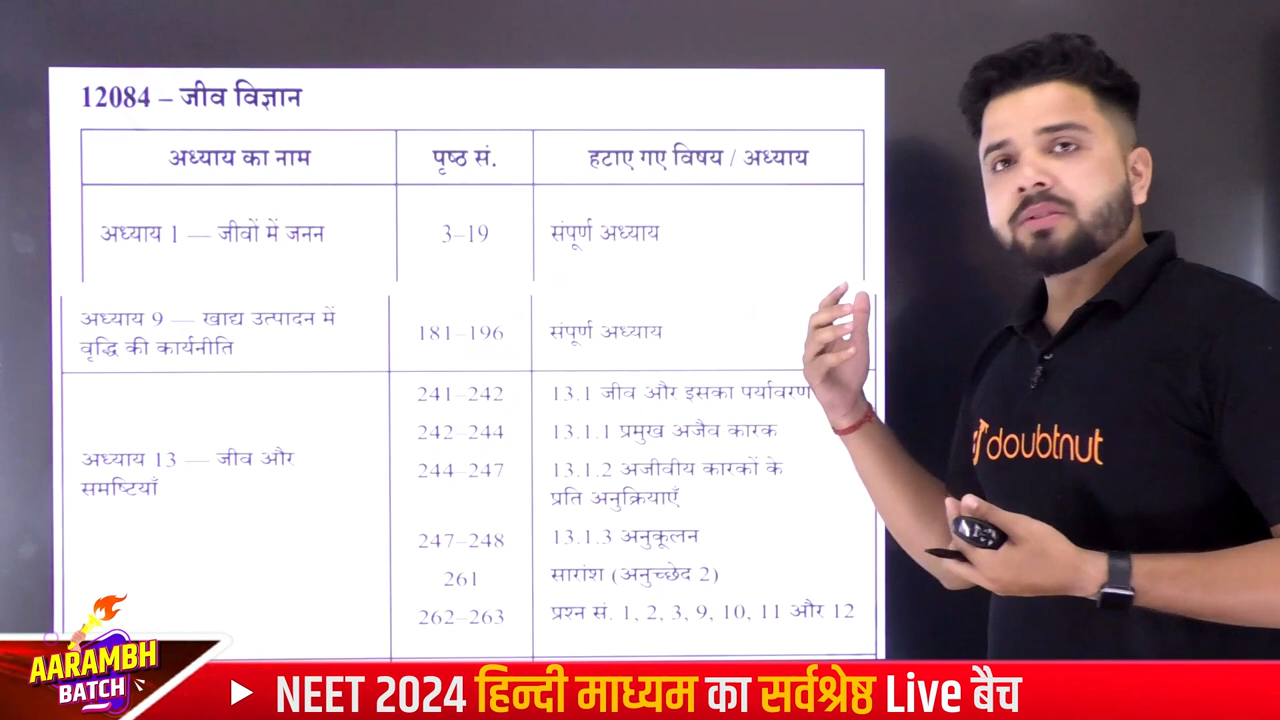 12084 – जीव विज्ञान
अध्याय का नाम
पृष्ठ सं.
हटाए गए विषय / अध्याय
अध्याय 1 — जीवों में जनन
3–19
संपूर्ण अध्याय
अध्याय 9 — खाद्य उत्पादन में
वृद्धि की कार्यनीति
181–196
संपूर्ण अध्याय
अध्याय 13 — जीव और
समष्टियाँ
241–242
13.1 जीव और इसका पर्यावरण
242–244
13.1.1 प्रमुख अजैव कारक
244–247
13.1.2 अजीवीय कारकों के
प्रति अनुक्रियाएँ
247–248
13.1.3 अनुकूलन
261
सारांश (अनुच्छेद 2)
262–263
प्रश्न सं. 1, 2, 3, 9, 10, 11 और 12
doubtnut
AARAMBH
BATCH
NEET 2024 हिन्दी माध्यम का सर्वश्रेष्ठ Live बैच